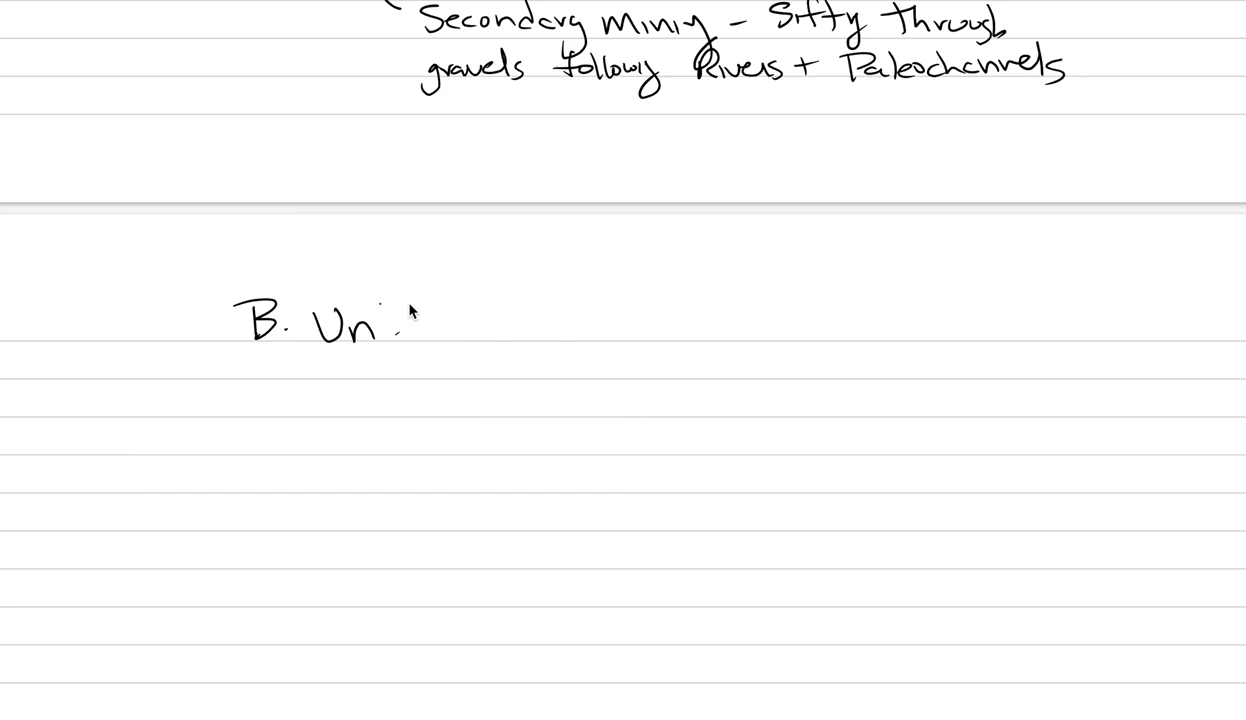 Secondary Mining - Sifting through
gravels following Rivers + Paleochannels
B. Un